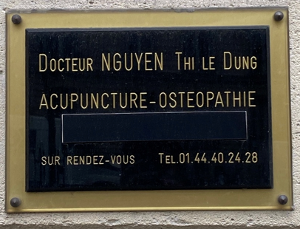 DOCTEUR NGUYEN THI LE DUNG
ACUPUNCTURE-OSTEOPATHIE
SUR RENDEZ-VOUS TEL.01.44.40.24.28